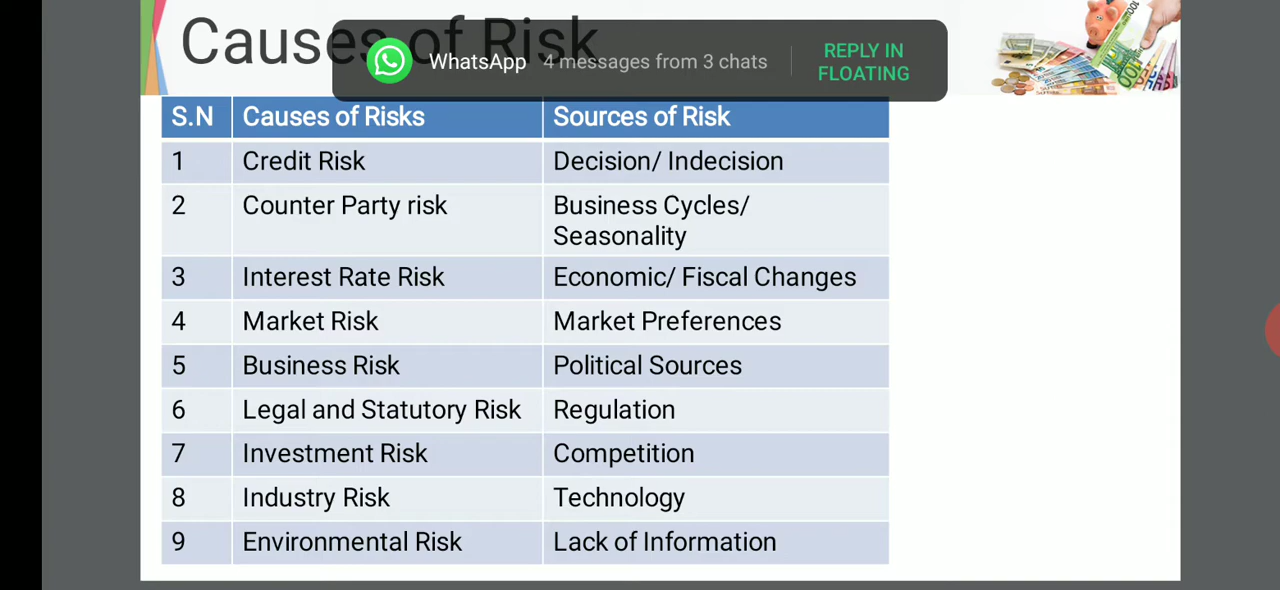 Causes of Risk
WhatsApp 4 messages from 3 chats
REPLY IN
FLOATING
S.N Causes of Risks Sources of Risk
1 Credit Risk Decision/ Indecision
2 Counter Party risk Business Cycles/
Seasonality
3 Interest Rate Risk Economic/ Fiscal Changes
4 Market Risk Market Preferences
5 Business Risk Political Sources
6 Legal and Statutory Risk Regulation
7 Investment Risk Competition
8 Industry Risk Technology
9 Environmental Risk Lack of Information
100